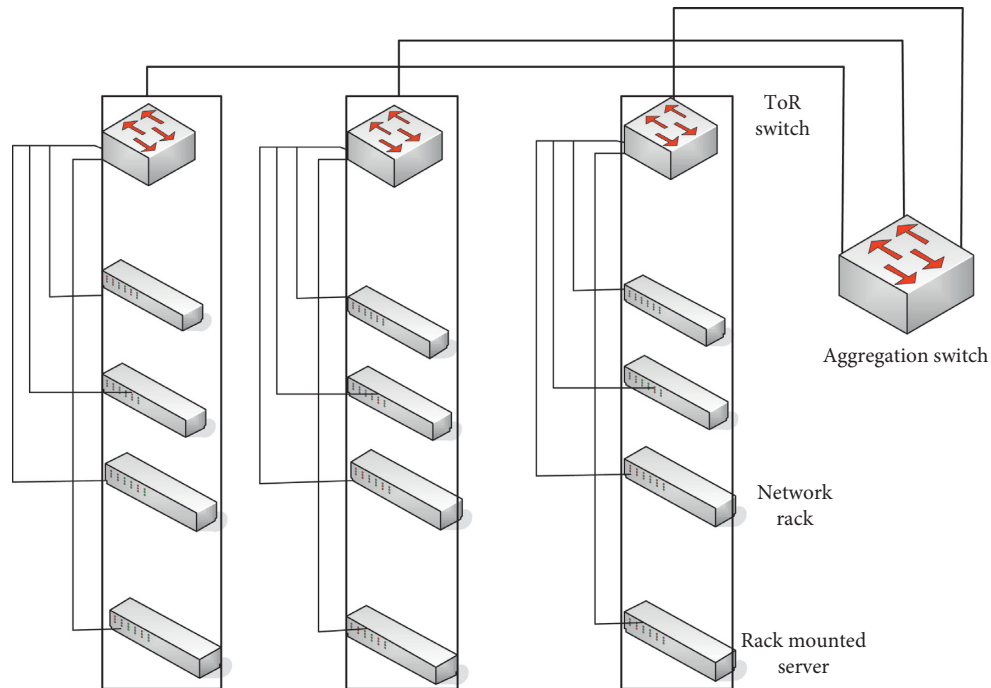 ToR
switch
Aggregation switch
Network
rack
Rack mounted
server